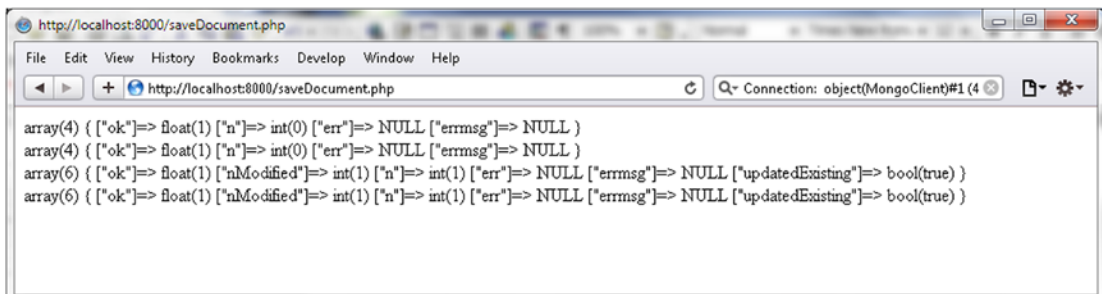 http://localhost:8000/saveDocument.php
File Edit View History Bookmarks Develop Window Help
http://localhost:8000/saveDocument.php
Connection: object(MongoClient)#1 (4
array(4) { ["ok"]=> float(1) ["n"]=> int(0) ["err"]=> NULL ["errmsg"]=> NULL }
array(4) { ["ok"]=> float(1) ["n"]=> int(0) ["err"]=> NULL ["errmsg"]=> NULL }
array(6) { ["ok"]=> float(1) ["nModified"]=> int(1) ["n"]=> int(1) ["err"]=> NULL ["errmsg"]=> NULL ["updatedExisting"]=> bool(true) }
array(6) { ["ok"]=> float(1) ["nModified"]=> int(1) ["n"]=> int(1) ["err"]=> NULL ["errmsg"]=> NULL ["updatedExisting"]=> bool(true) }